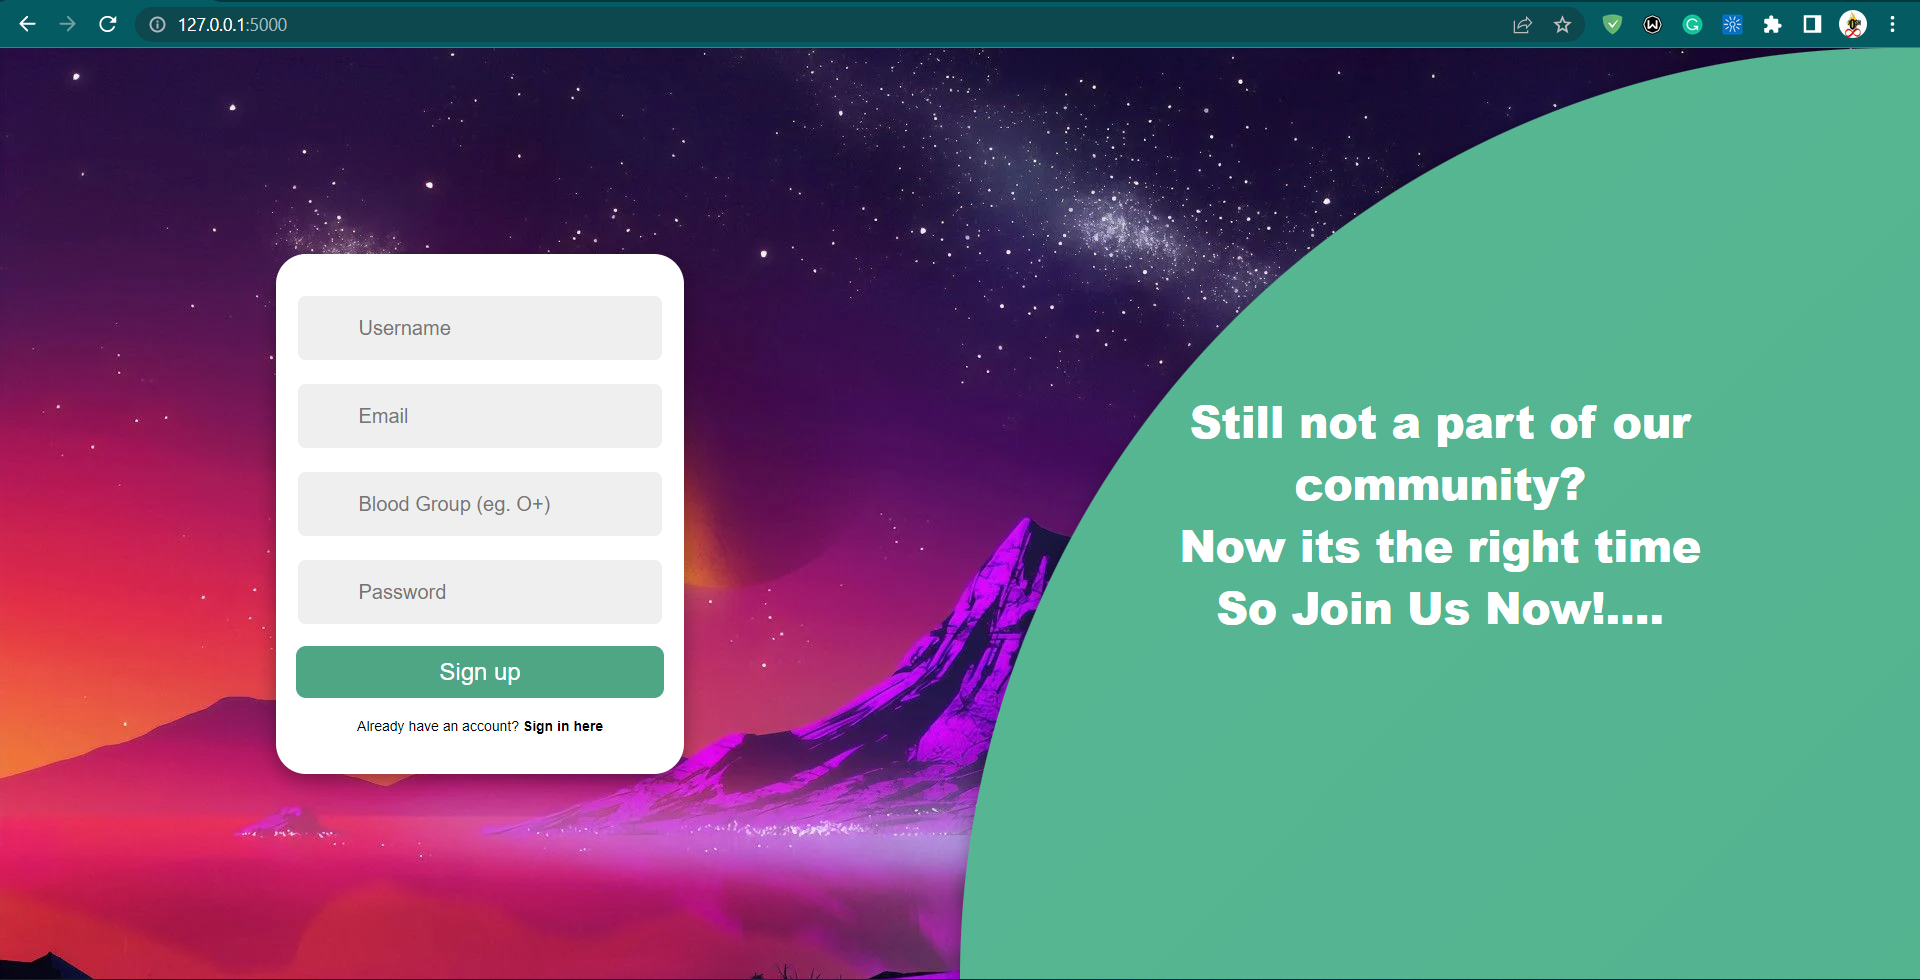 127.0.0.1:5000
Username
Email
Blood Group (eg. O+)
Password
Sign up
Already have an account? Sign in here
Still not a part of our
community?
Now its the right time
So Join Us Now!....